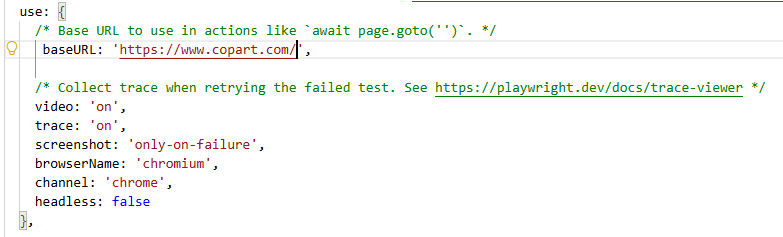 use: {
/* Base URL to use in actions like `await page.goto('')`. */
baseURL: 'https://www.copart.com/',
/* Collect trace when retrying the failed test. See https://playwright.dev/docs/trace-viewer */
video: 'on',
trace: 'on',
screenshot: 'only-on-failure',
browserName: 'chromium',
channel: 'chrome',
headless: false
},